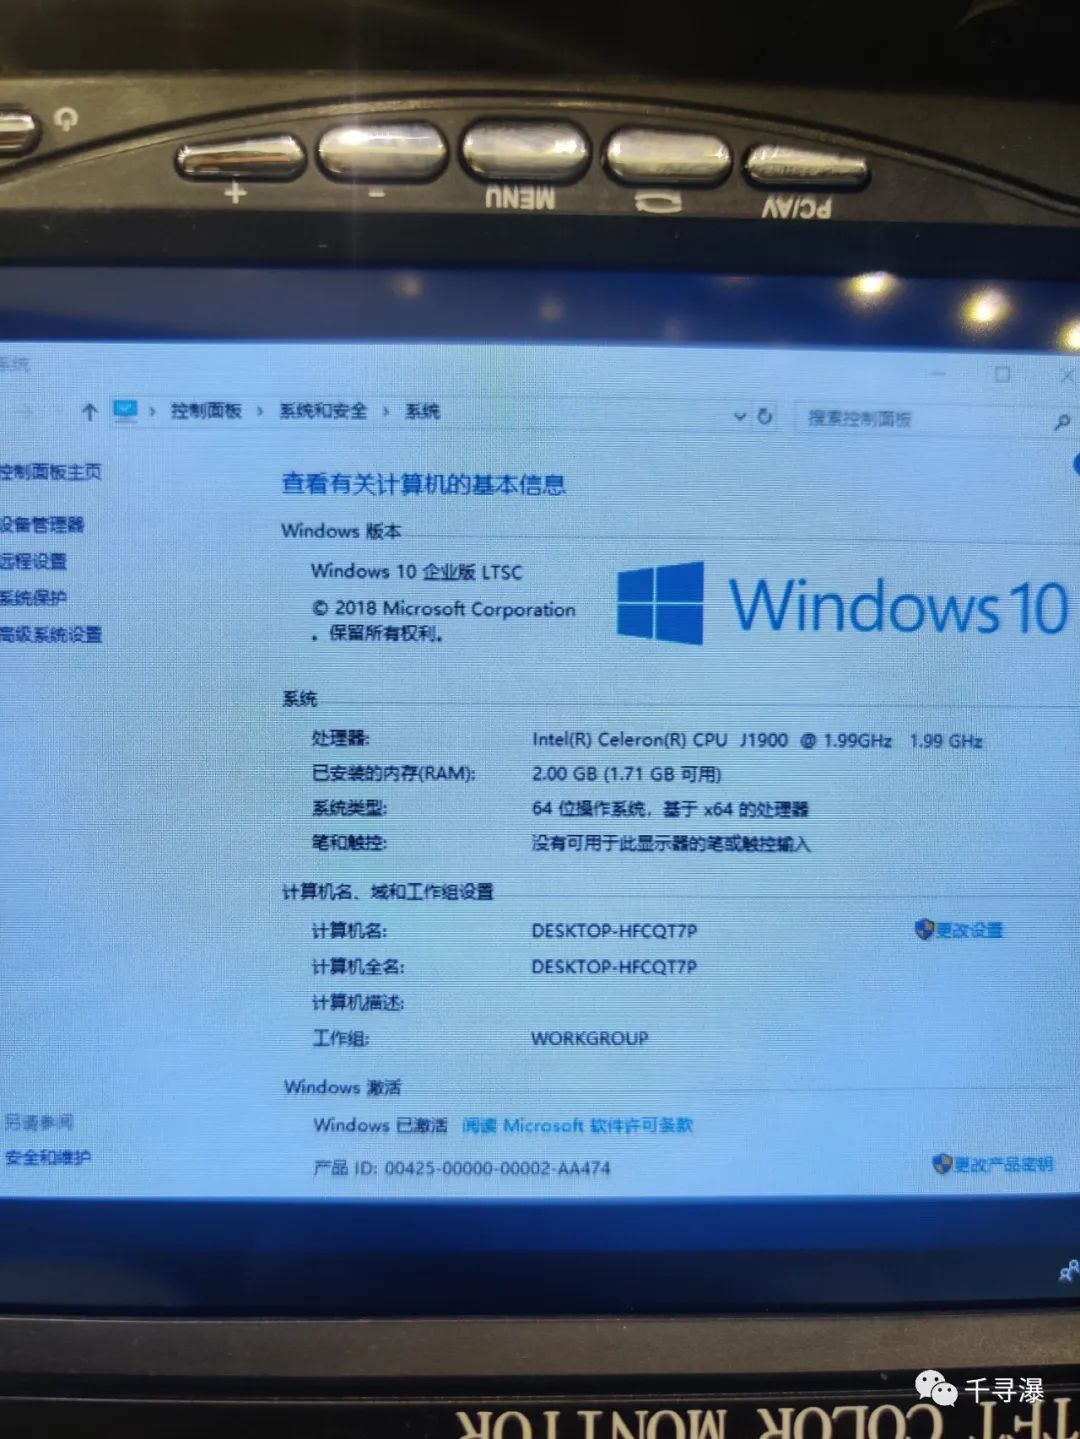 +
-
MENU
PC/AV
系统
控制面板 › 系统和安全 › 系统
搜索控制面板
控制面板主页
设备管理器
远程设置
系统保护
高级系统设置
查看有关计算机的基本信息
Windows 版本
Windows 10 企业版 LTSC
© 2018 Microsoft Corporation
。保留所有权利。
Windows 10
系统
处理器: Intel(R) Celeron(R) CPU J1900 @ 1.99GHz 1.99 GHz
已安装的内存(RAM): 2.00 GB (1.71 GB 可用)
系统类型: 64 位操作系统, 基于 x64 的处理器
笔和触控: 没有可用于此显示器的笔或触控输入
计算机名、域和工作组设置
计算机名: DESKTOP-HFCQT7P 更改设置
计算机全名: DESKTOP-HFCQT7P
计算机描述:
工作组: WORKGROUP
Windows 激活
Windows 已激活 阅读 Microsoft 软件许可条款
产品 ID: 00425-00000-00002-AA474 更改产品密钥
另请参阅
安全和维护
千寻瀑
TFT COLOR MONITOR